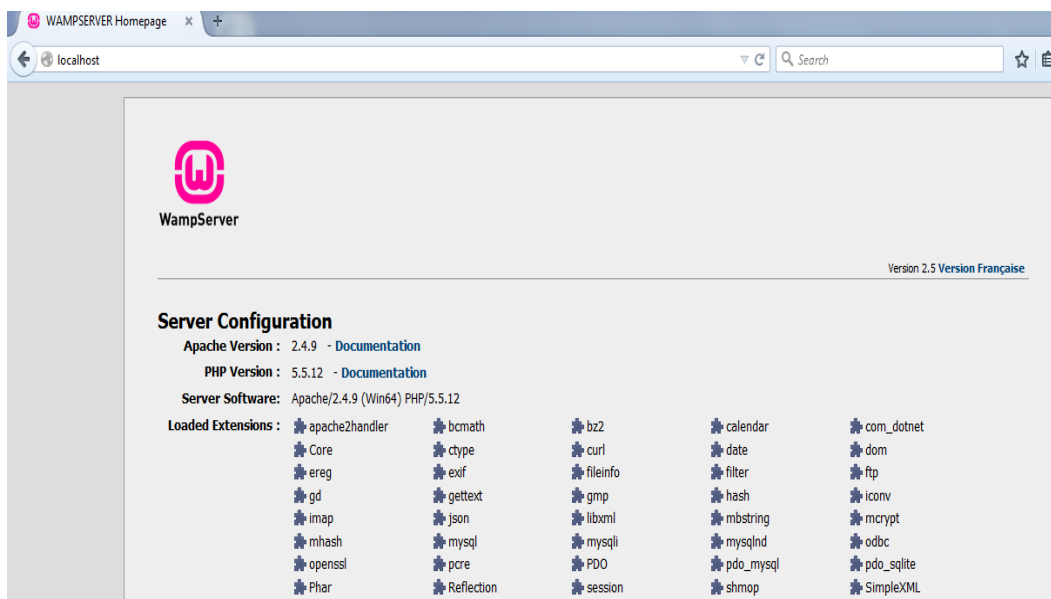 WAMPSERVER Homepage
localhost
Search
WampServer
Version 2.5 Version Française
Server Configuration
Apache Version : 2.4.9 - Documentation
PHP Version : 5.5.12 - Documentation
Server Software: Apache/2.4.9 (Win64) PHP/5.5.12
Loaded Extensions : apache2handler bcmath bz2 calendar com_dotnet
Core ctype curl date dom
ereg exif fileinfo filter ftp
gd gettext gmp hash iconv
imap json libxml mbstring mcrypt
mhash mysql mysqli mysqlnd odbc
openssl pcre PDO pdo_mysql pdo_sqlite
Phar Reflection session shmop SimpleXML